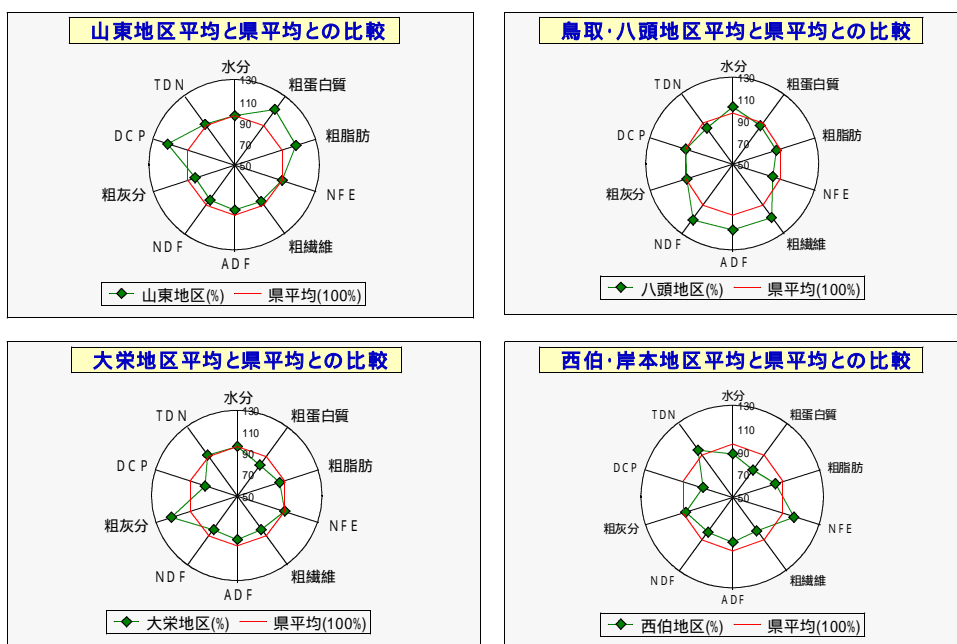 山東地区平均と県平均との比較
水分
130
粗蛋白質
TDN
110
DCP
90
粗脂肪
70
50
粗灰分
NFE
NDF
粗繊維
ADF
山東地区(%)
県平均(100%)
鳥取・八頭地区平均と県平均との比較
水分
130
粗蛋白質
TDN
110
DCP
90
粗脂肪
70
50
粗灰分
NFE
NDF
粗繊維
ADF
八頭地区(%)
県平均(100%)
大栄地区平均と県平均との比較
水分
130
粗蛋白質
TDN
110
DCP
90
粗脂肪
70
50
粗灰分
NFE
NDF
粗繊維
ADF
大栄地区(%)
県平均(100%)
西伯・岸本地区平均と県平均との比較
水分
130
粗蛋白質
TDN
110
DCP
90
粗脂肪
70
50
粗灰分
NFE
NDF
粗繊維
ADF
西伯地区(%)
県平均(100%)